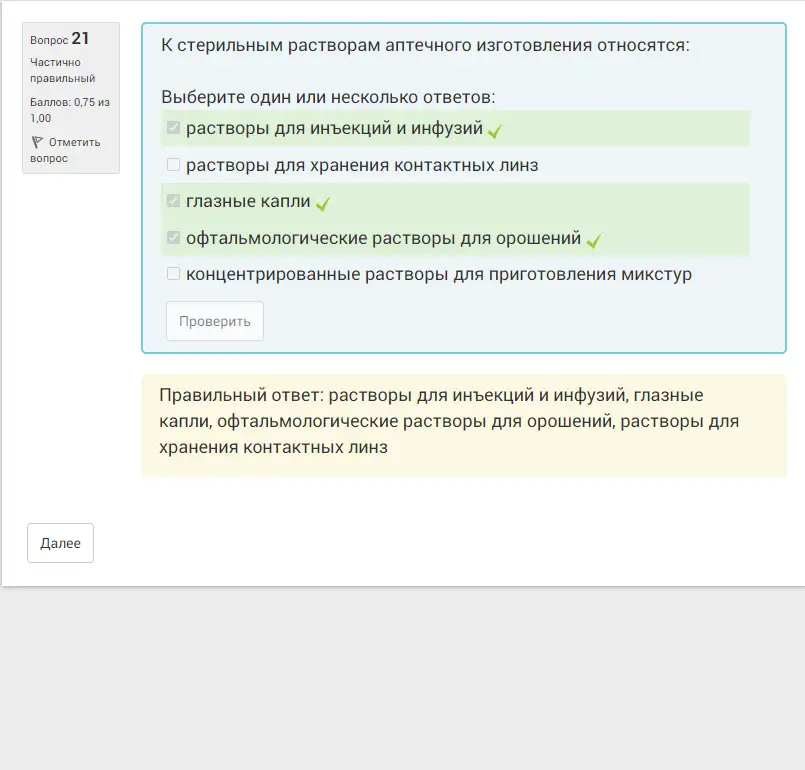 Вопрос 21
Частично
правильный
Баллов: 0,75 из
1,00
Отметить
вопрос
К стерильным растворам аптечного изготовления относятся:
Выберите один или несколько ответов:
растворы для инъекций и инфузий
растворы для хранения контактных линз
глазные капли
офтальмологические растворы для орошений
концентрированные растворы для приготовления микстур
Проверить
Правильный ответ: растворы для инъекций и инфузий, глазные
капли, офтальмологические растворы для орошений, растворы для
хранения контактных линз
Далее